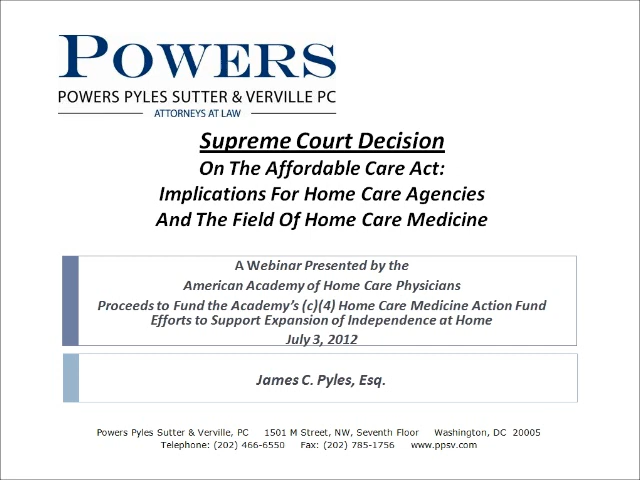 POWERS
POWERS PYLES SUTTER & VERVILLE PC
ATTORNEYS AT LAW
Supreme Court Decision
On The Affordable Care Act:
Implications For Home Care Agencies
And The Field Of Home Care Medicine
A Webinar Presented by the
American Academy of Home Care Physicians
Proceeds to Fund the Academy's (c)(4) Home Care Medicine Action Fund
Efforts to Support Expansion of Independence at Home
July 3, 2012
James C. Pyles, Esq.
Powers Pyles Sutter & Verville, PC 1501 M Street, NW, Seventh Floor Washington, DC 20005
Telephone: (202) 466-6550 Fax: (202) 785-1756 www.ppsv.com